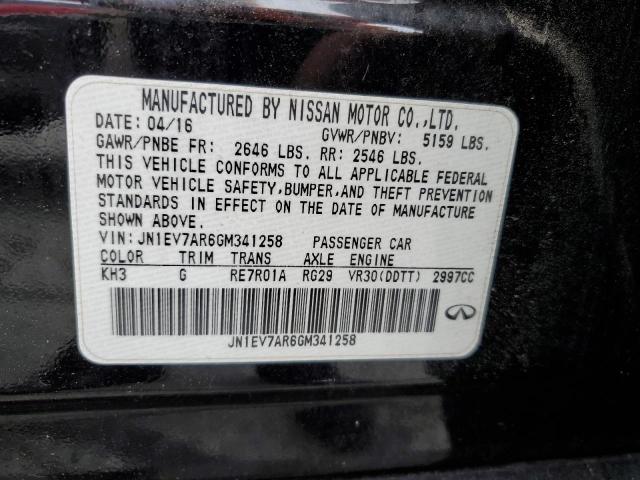 MANUFACTURED BY NISSAN MOTOR CO.,LTD.
DATE: 04/16 GVWR/PNBV: 5159 LBS.
GAWR/PNBE FR: 2646 LBS. RR: 2546 LBS.
THIS VEHICLE CONFORMS TO ALL APPLICABLE FEDERAL
MOTOR VEHICLE SAFETY,BUMPER,AND THEFT PREVENTION
STANDARDS IN EFFECT ON THE DATE OF MANUFACTURE
SHOWN ABOVE.
VIN:JN1EV7AR6GM341258 PASSENGER CAR
COLOR TRIM TRANS AXLE ENGINE
KH3 G RE7R01A RG29 VR30(DDTT) 2997CC
JN1EV7AR6GM341258